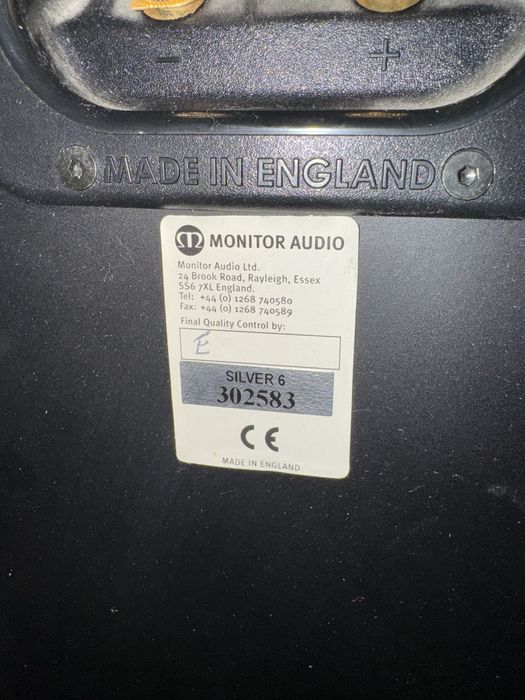 - +
MADE IN ENGLAND
MONITOR AUDIO
Monitor Audio Ltd.
24 Brook Road, Rayleigh, Essex
SS6 7XL England.
Tel: +44 (0) 1268 740580
Fax: +44 (0) 1268 740589
Final Quality Control by:
E
SILVER 6
302583
CE
MADE IN ENGLAND